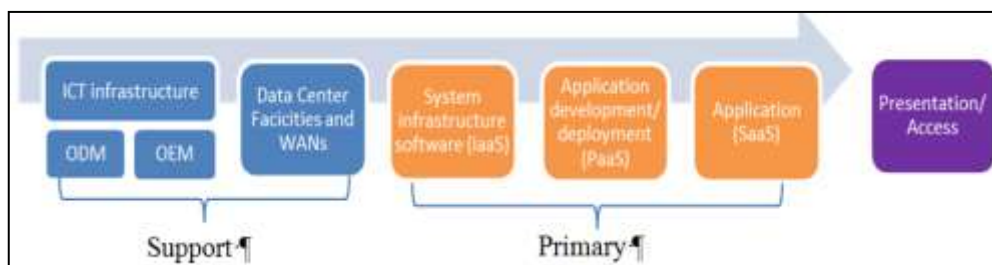 ICT infrastructure
ODM
OEM
Data Center
Facicities and
WANs
System
infrastructure
software (IaaS)
Application
development/
deployment
(PaaS)
Application
(SaaS)
Presentation/
Access
Support·¶
Primary·¶